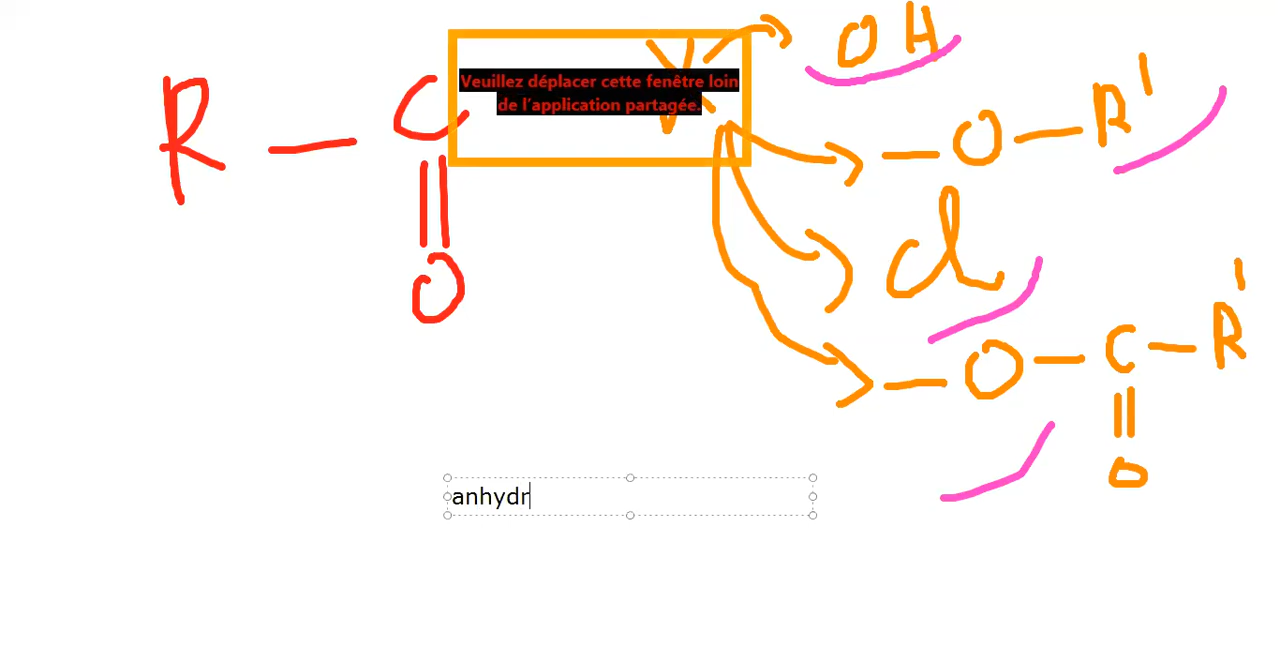 OH
R — C
Veuillez déplacer cette fenêtre loin
de l'application partagée.
— O — R'
O
Cl
— O — C — R'
O
anhydr